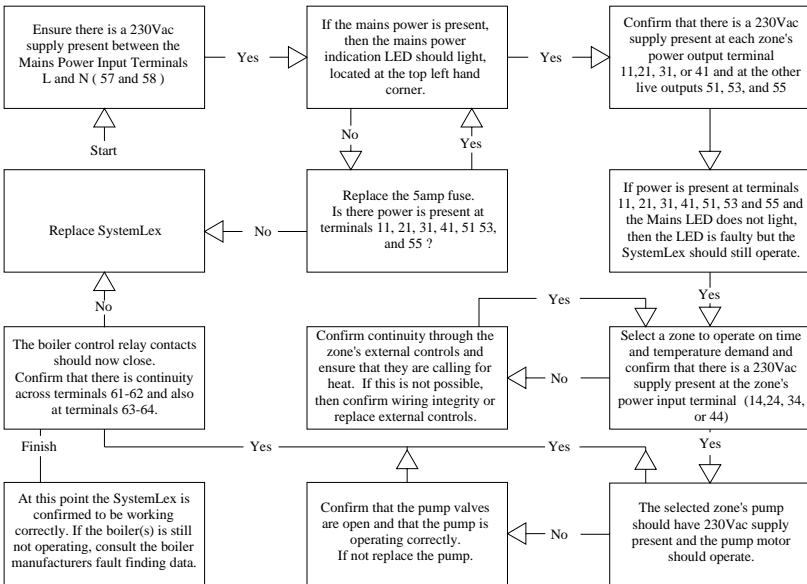 Ensure there is a 230Vac
supply present between the
Mains Power Input Terminals
L and N ( 57 and 58 )
Yes
If the mains power is present,
then the mains power
indication LED should light,
located at the top left hand
corner.
Yes
Confirm that there is a 230Vac
supply present at each zone's
power output terminal
11,21, 31, or 41 and at the other
live outputs 51, 53, and 55
Start
No
Yes
Replace SystemLex
No
Replace the 5amp fuse.
Is there power is present at
terminals 11, 21, 31, 41, 51 53,
and 55 ?
If power is present at terminals
11, 21, 31, 41, 51, 53 and 55 and
the Mains LED does not light,
then the LED is faulty but the
SystemLex should still operate.
No
Yes
Yes
The boiler control relay contacts
should now close.
Confirm that there is continuity
across terminals 61-62 and also
at terminals 63-64.
Confirm continuity through the
zone's external controls and
ensure that they are calling for
heat. If this is not possible,
then confirm wiring integrity or
replace external controls.
No
Select a zone to operate on time
and temperature demand and
confirm that there is a 230Vac
supply present at the zone's
power input terminal (14,24, 34,
or 44)
Finish
Yes
Yes
Yes
At this point the SystemLex is
confirmed to be working
correctly. If the boiler(s) is still
not operating, consult the boiler
manufacturers fault finding data.
Confirm that the pump valves
are open and that the pump is
operating correctly.
If not replace the pump.
No
The selected zone's pump
should have 230Vac supply
present and the pump motor
should operate.